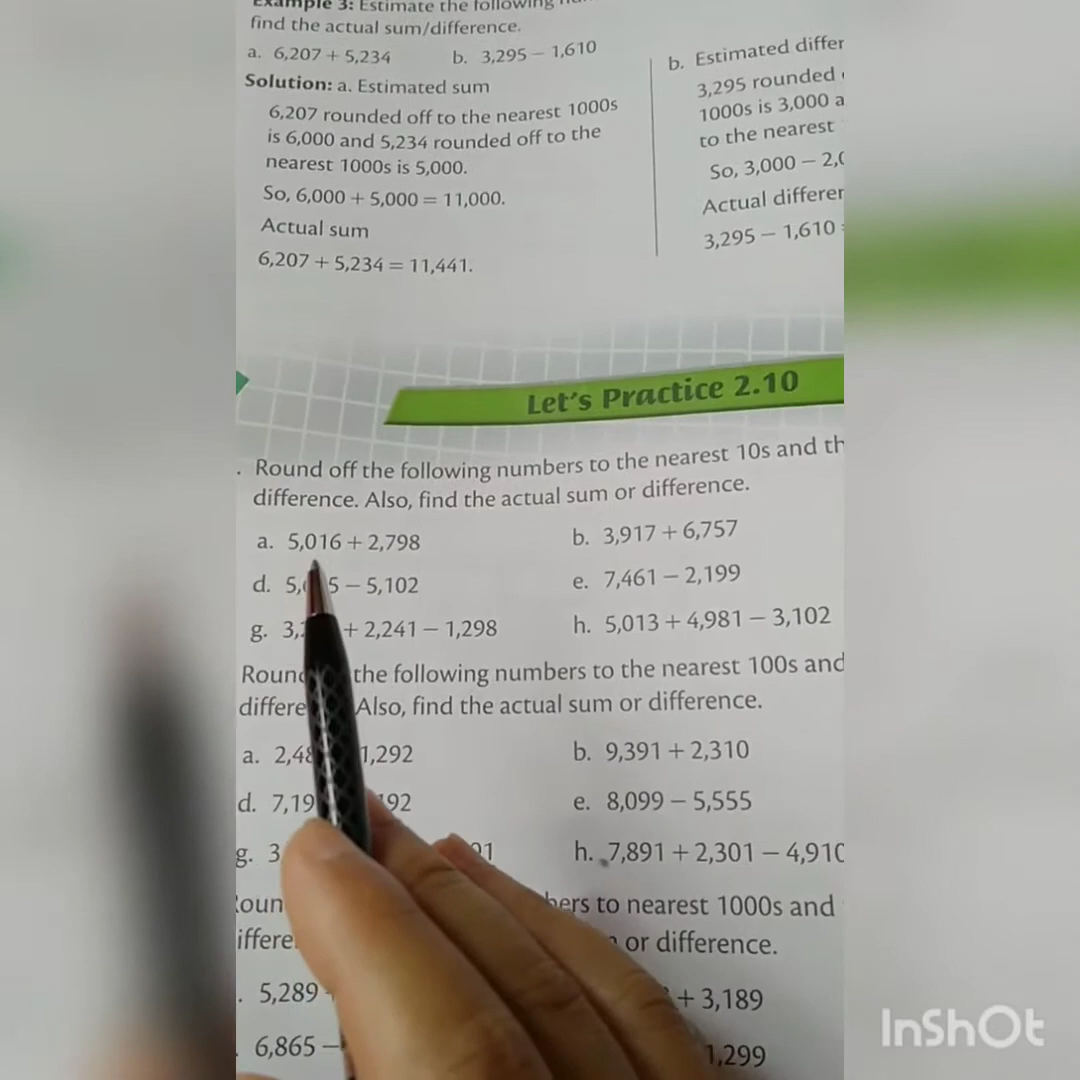 Example 3: Estimate the following
find the actual sum/difference.
a. 6,207 + 5,234 b. 3,295 – 1,610
Solution: a. Estimated sum
6,207 rounded off to the nearest 1000s
is 6,000 and 5,234 rounded off to the
nearest 1000s is 5,000.
So, 6,000 + 5,000 = 11,000.
Actual sum
6,207 + 5,234 = 11,441.
b. Estimated differ
3,295 rounded
1000s is 3,000 a
to the nearest
So, 3,000 – 2,0
Actual differer
3,295 – 1,610
Let's Practice 2.10
Round off the following numbers to the nearest 10s and th
difference. Also, find the actual sum or difference.
a. 5,016 + 2,798 b. 3,917 + 6,757
d. 5, 5 – 5,102 e. 7,461 – 2,199
g. 3, + 2,241 – 1,298 h. 5,013 + 4,981 – 3,102
Round the following numbers to the nearest 100s and
differe Also, find the actual sum or difference.
a. 2,48 1,292 b. 9,391 + 2,310
d. 7,19 192 e. 8,099 – 5,555
g. 3 91 h. 7,891 + 2,301 – 4,910
oun bers to nearest 1000s and
iffere or difference.
5,289 + 3,189
6,865 – 1,299
InShOt